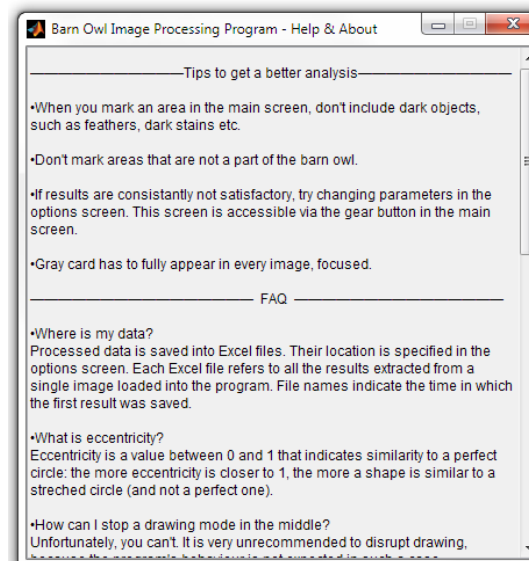 Barn Owl Image Processing Program - Help & About
Tips to get a better analysis
•When you mark an area in the main screen, don't include dark objects,
such as feathers, dark stains etc.
•Don't mark areas that are not a part of the barn owl.
•If results are consistantly not satisfactory, try changing parameters in the
options screen. This screen is accessible via the gear button in the main
screen.
•Gray card has to fully appear in every image, focused.
FAQ
•Where is my data?
Processed data is saved into Excel files. Their location is specified in the
options screen. Each Excel file refers to all the results extracted from a
single image loaded into the program. File names indicate the time in which
the first result was saved.
•What is eccentricity?
Eccentricity is a value between 0 and 1 that indicates similarity to a perfect
circle: the more eccentricity is closer to 1, the more a shape is similar to a
streched circle (and not a perfect one).
•How can I stop a drawing mode in the middle?
Unfortunately, you can't. It is very unrecommended to disrupt drawing,
because the program's behaviour is not expected in such a case